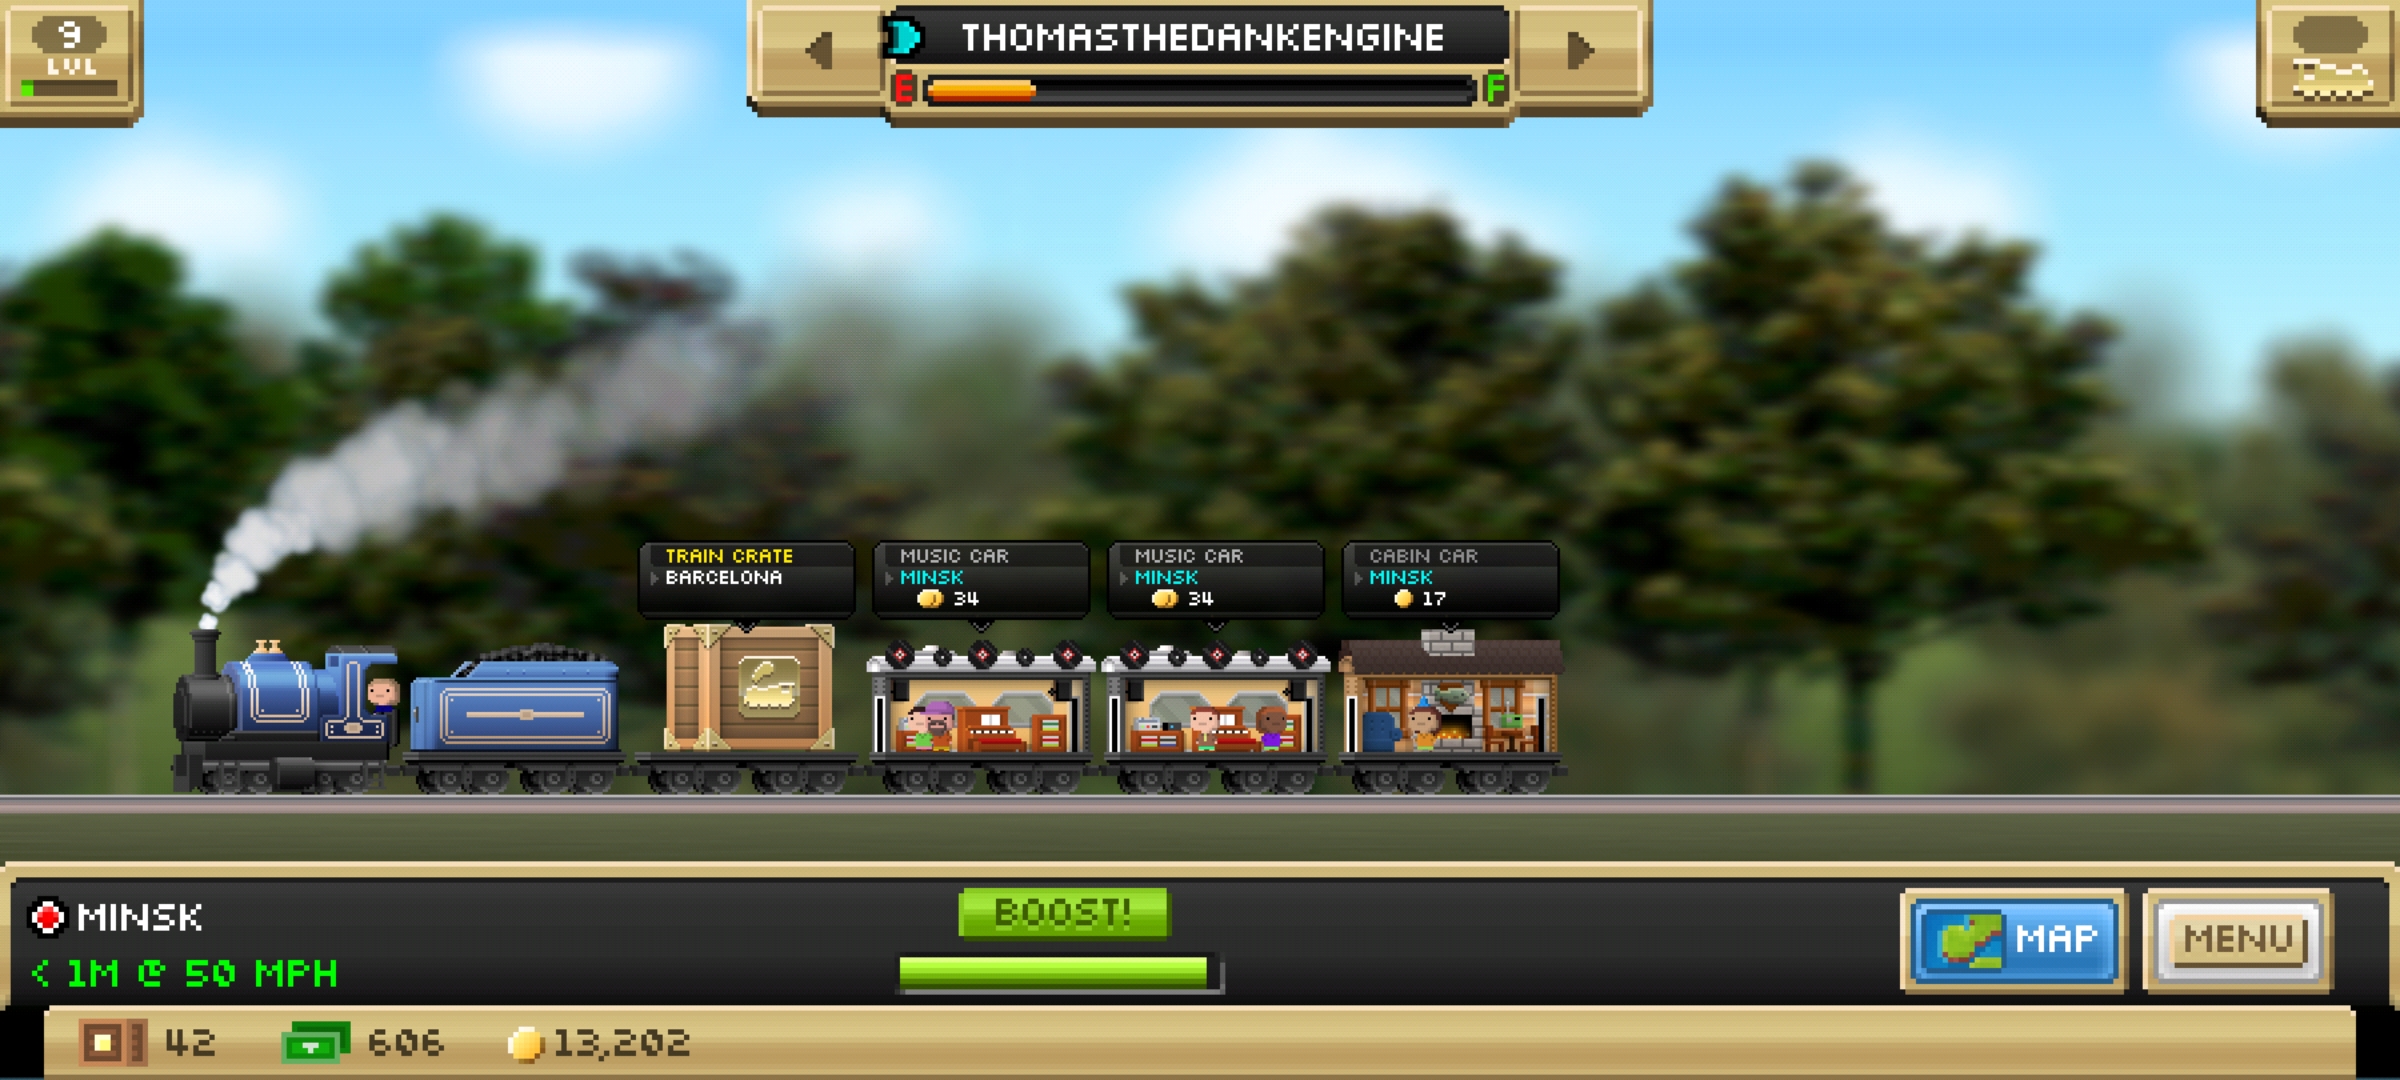 9
LVL
THOMASTHEDANKENGINE
E F
TRAIN CRATE
BARCELONA
MUSIC CAR
MINSK
34
MUSIC CAR
MINSK
34
CABIN CAR
MINSK
17
MINSK
< 1M @ 50 MPH
BOOST!
MAP
MENU
42
606
13,202